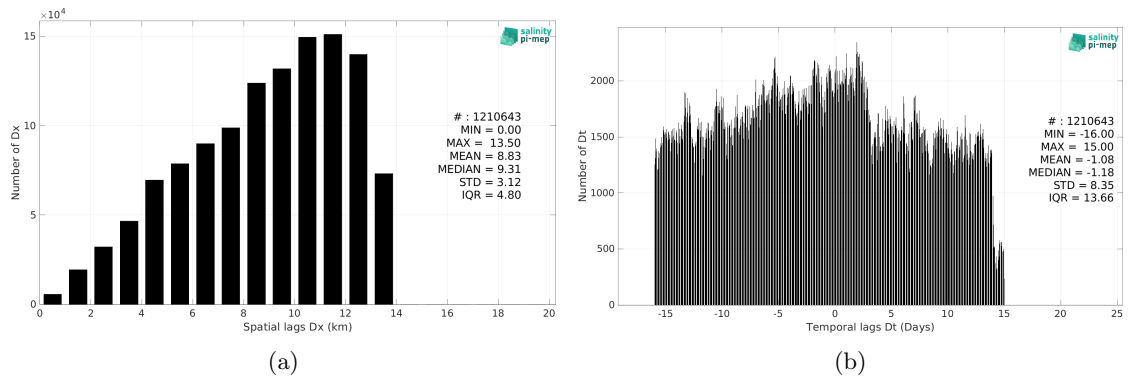 ×10⁴
15
10
5
0
Number of Dx
0 2 4 6 8 10 12 14 16 18 20
Spatial lags Dx (km)
salinity
pi-mep
# : 1210643
MIN = 0.00
MAX = 13.50
MEAN = 8.83
MEDIAN = 9.31
STD = 3.12
IQR = 4.80
(a)
2000
1500
1000
500
0
Number of Dt
-15 -10 -5 0 5 10 15 20 25
Temporal lags Dt (Days)
salinity
pi-mep
# : 1210643
MIN = -16.00
MAX = 15.00
MEAN = -1.08
MEDIAN = -1.18
STD = 8.35
IQR = 13.66
(b)